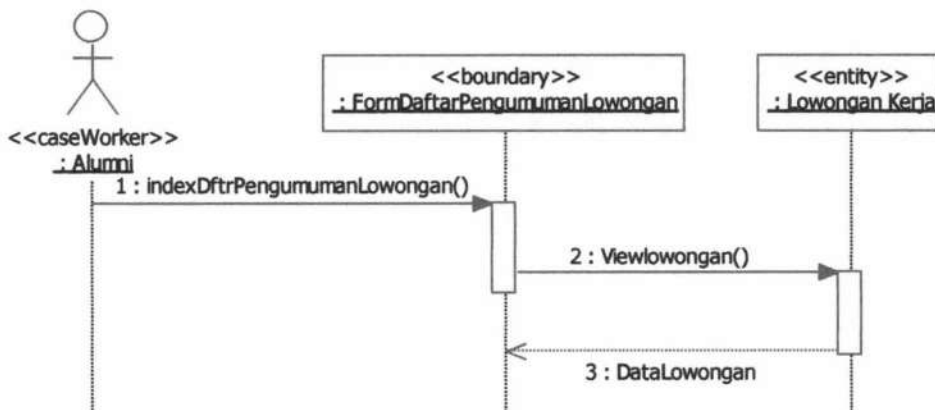 <<boundary>>
: FormDaftarPengumumanLowongan
<<entity>>
: Lowongan Kerja
<<caseWorker>>
: Alumni
1 : indexDftrPengumumanLowongan()
2 : Viewlowongan()
3 : DataLowongan